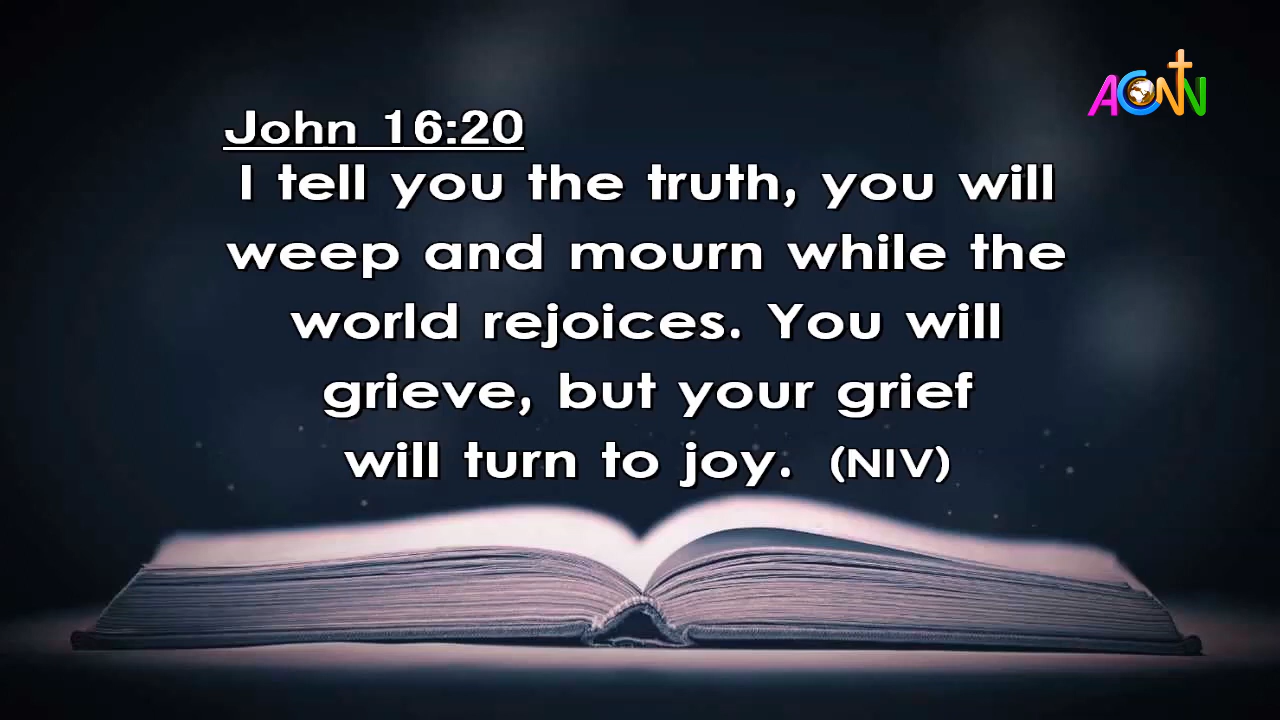 ACNN
John 16:20
I tell you the truth, you will
weep and mourn while the
world rejoices. You will
grieve, but your grief
will turn to joy. (NIV)